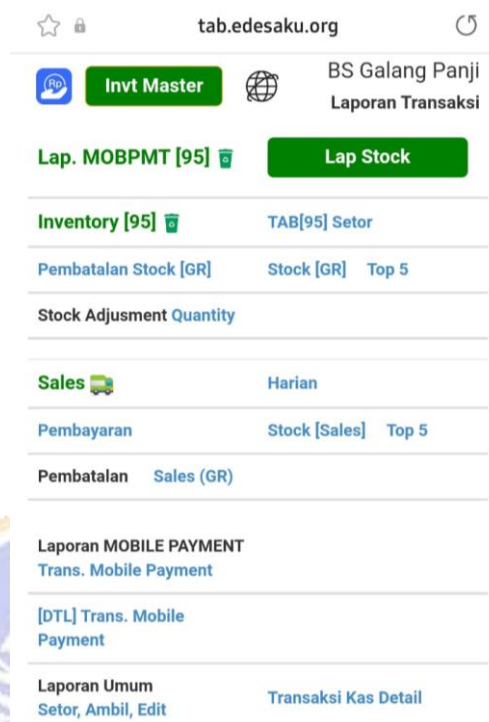 tab.edesaku.org
Rp
Invt Master
BS Galang Panji
Laporan Transaksi
Lap. MOBPMT [95]
Lap Stock
Inventory [95]
TAB[95] Setor
Pembatalan Stock [GR]
Stock [GR] Top 5
Stock Adjusment Quantity
Sales
Harian
Pembayaran
Stock [Sales] Top 5
Pembatalan Sales (GR)
Laporan MOBILE PAYMENT
Trans. Mobile Payment
[DTL] Trans. Mobile
Payment
Laporan Umum
Setor, Ambil, Edit
Transaksi Kas Detail